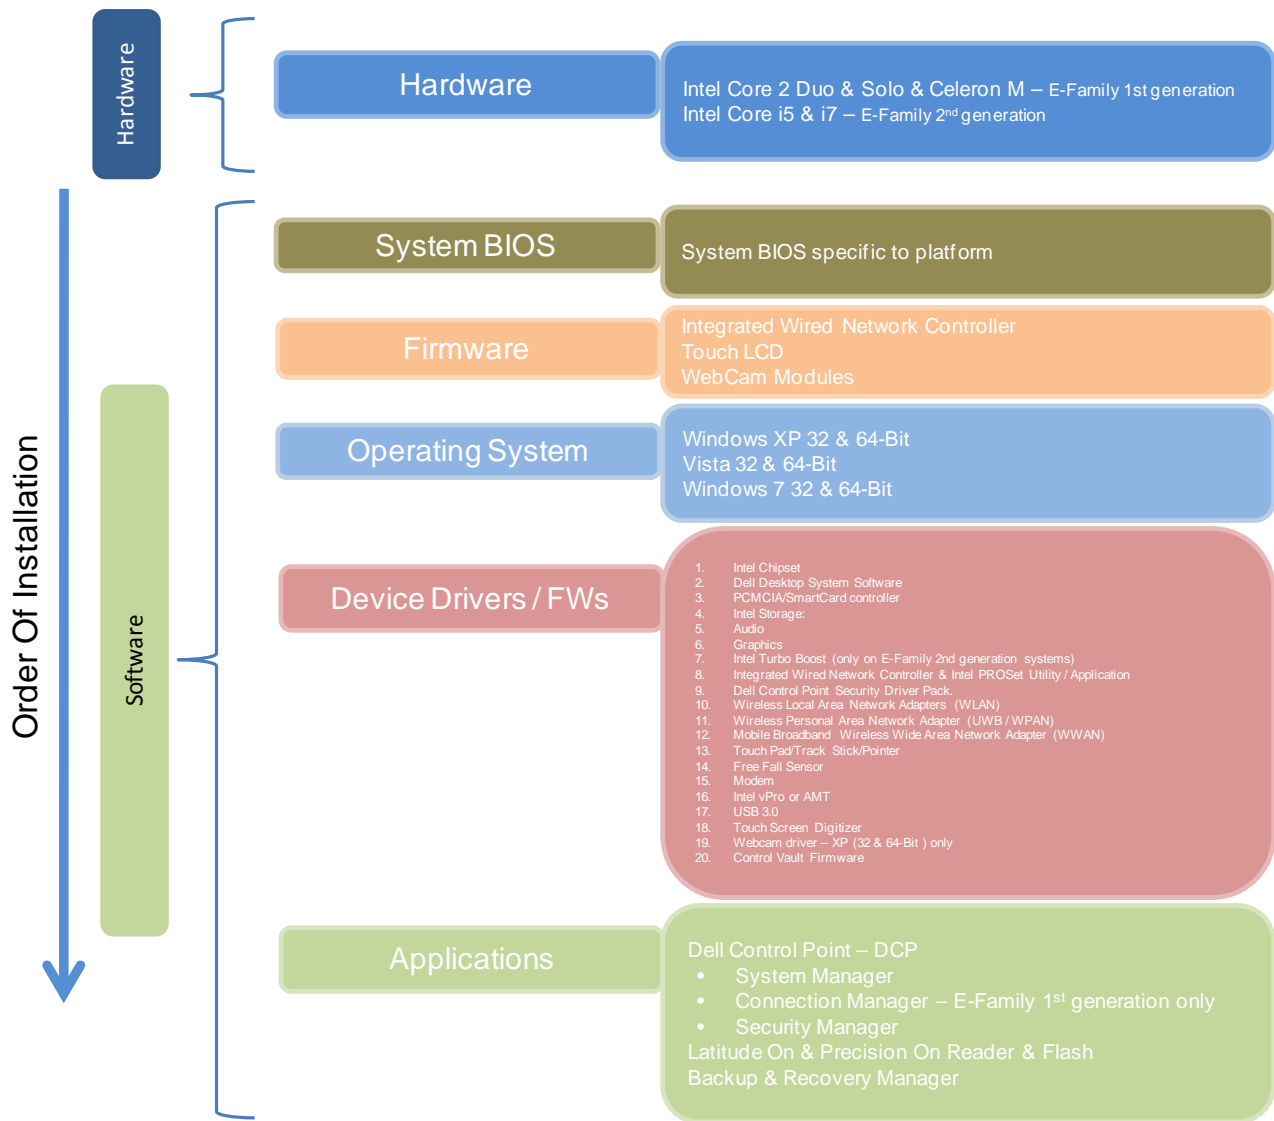 Hardware
Hardware
Intel Core 2 Duo & Solo & Celeron M – E-Family 1st generation
Intel Core i5 & i7 – E-Family 2nd generation
System BIOS
System BIOS specific to platform
Firmware
Integrated Wired Network Controller
Touch LCD
WebCam Modules
Operating System
Windows XP 32 & 64-Bit
Vista 32 & 64-Bit
Windows 7 32 & 64-Bit
Order Of Installation
Software
Device Drivers / FWs
1. Intel Chipset
2. Dell Desktop System Software
3. PCMCIA/SmartCard controller
4. Intel Storage:
5. Audio
6. Graphics
7. Intel Turbo Boost (only on E-Family 2nd generation systems)
8. Integrated Wired Network Controller & Intel PROSet Utility / Application
9. Dell Control Point Security Driver Pack.
10. Wireless Local Area Network Adapters (WLAN)
11. Wireless Personal Area Network Adapter (UWB / WPAN)
12. Mobile Broadband Wireless Wide Area Network Adapter (WWAN)
13. Touch Pad/Track Stick/Pointer
14. Free Fall Sensor
15. Modem
16. Intel vPro or AMT
17. USB 3.0
18. Touch Screen Digitizer
19. Webcam driver – XP (32 & 64-Bit ) only
20. Control Vault Firmware
Applications
Dell Control Point – DCP
• System Manager
• Connection Manager – E-Family 1st generation only
• Security Manager
Latitude On & Precision On Reader & Flash
Backup & Recovery Manager